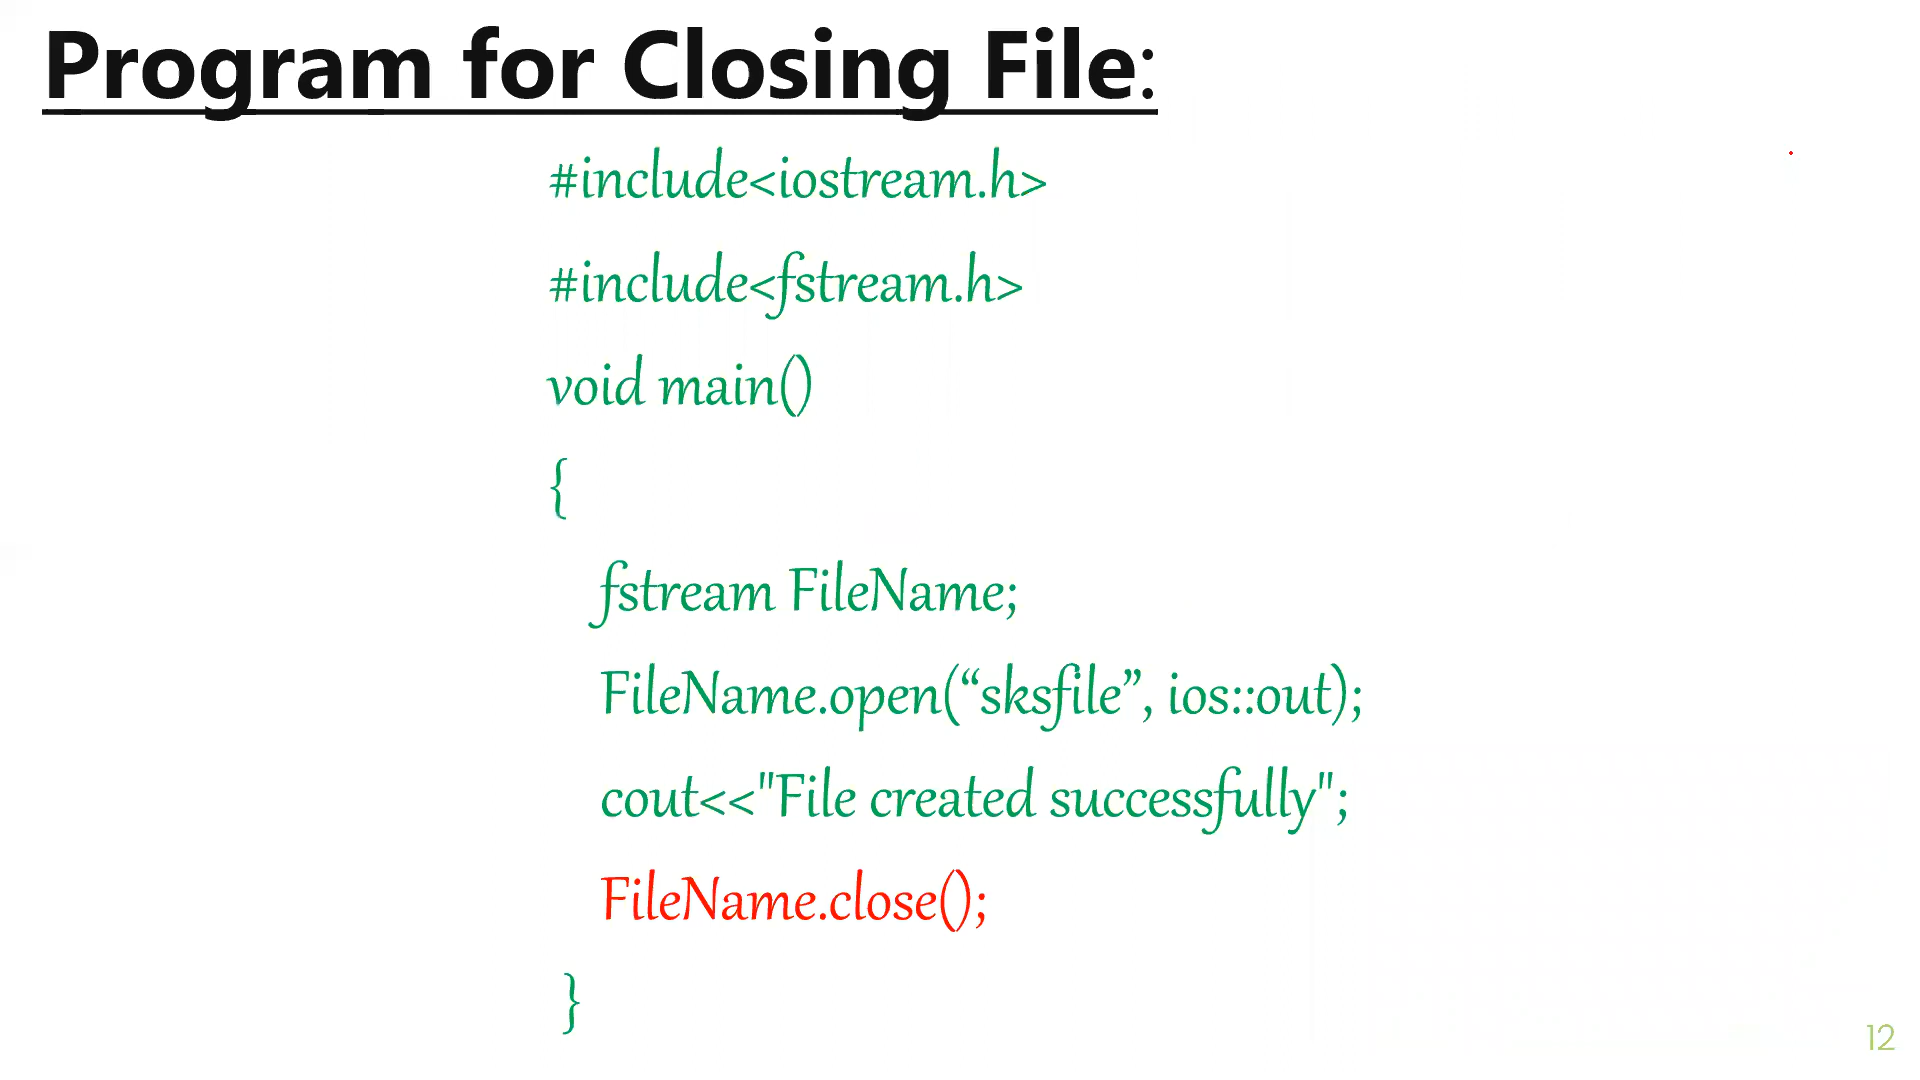 Program for Closing File:
#include<iostream.h>
#include<fstream.h>
void main()
{
fstream FileName;
FileName.open(“sksfile”, ios::out);
cout<<"File created successfully";
FileName.close();
}
12